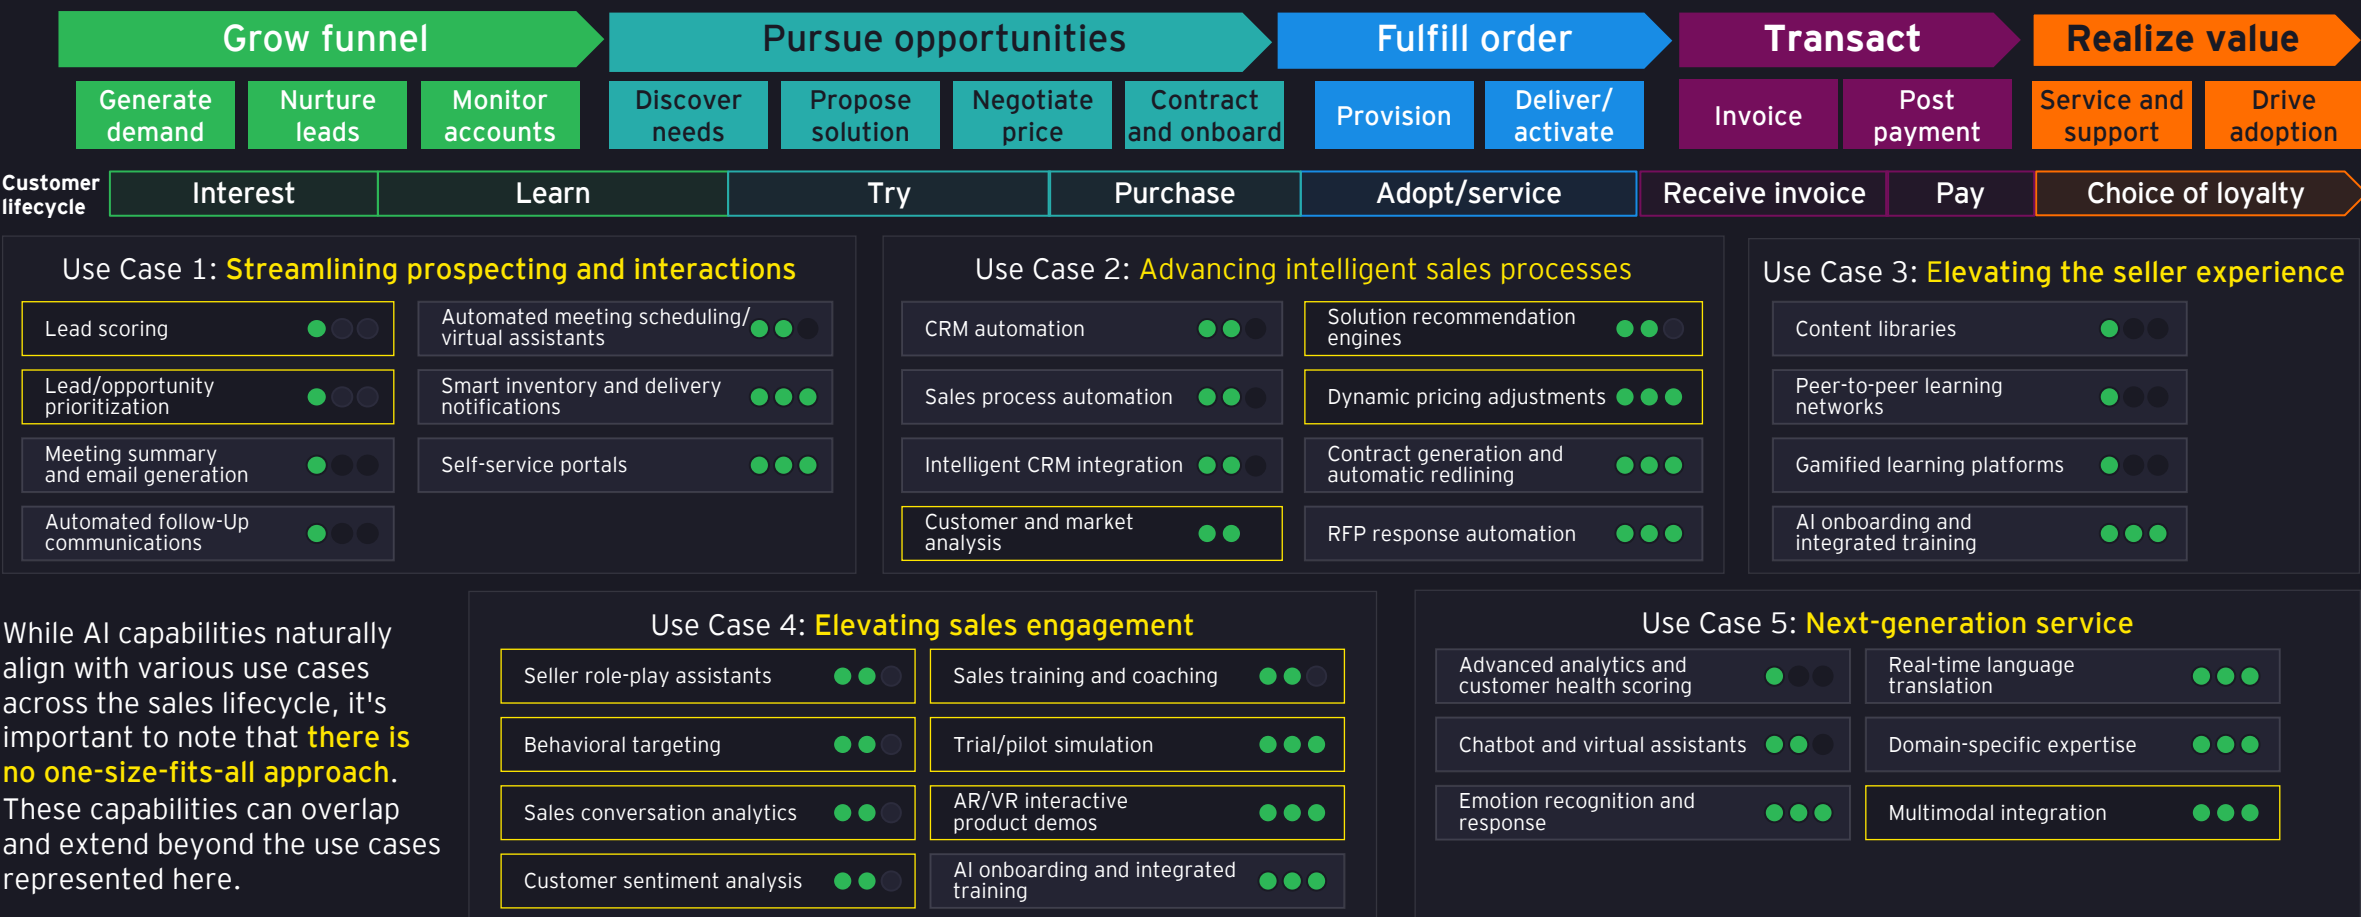 Grow funnel
Pursue opportunities
Fulfill order
Transact
Realize value
Generate
demand
Nurture
leads
Monitor
accounts
Discover
needs
Propose
solution
Negotiate
price
Contract
and onboard
Provision
Deliver/
activate
Invoice
Post
payment
Service and
support
Drive
adoption
Customer
lifecycle
Interest
Learn
Try
Purchase
Adopt/service
Receive invoice
Pay
Choice of loyalty
Use Case 1: Streamlining prospecting and interactions
Lead scoring
Lead/opportunity
prioritization
Meeting summary
and email generation
Automated follow-Up
communications
Automated meeting scheduling/
virtual assistants
Smart inventory and delivery
notifications
Self-service portals
Use Case 2: Advancing intelligent sales processes
CRM automation
Sales process automation
Intelligent CRM integration
Customer and market
analysis
Solution recommendation
engines
Dynamic pricing adjustments
Contract generation and
automatic redlining
RFP response automation
Use Case 3: Elevating the seller experience
Content libraries
Peer-to-peer learning
networks
Gamified learning platforms
AI onboarding and
integrated training
While AI capabilities naturally
align with various use cases
across the sales lifecycle, it's
important to note that there is
no one-size-fits-all approach.
These capabilities can overlap
and extend beyond the use cases
represented here.
Use Case 4: Elevating sales engagement
Seller role-play assistants
Behavioral targeting
Sales conversation analytics
Customer sentiment analysis
Sales training and coaching
Trial/pilot simulation
AR/VR interactive
product demos
AI onboarding and integrated
training
Use Case 5: Next-generation service
Advanced analytics and
customer health scoring
Chatbot and virtual assistants
Emotion recognition and
response
Real-time language
translation
Domain-specific expertise
Multimodal integration